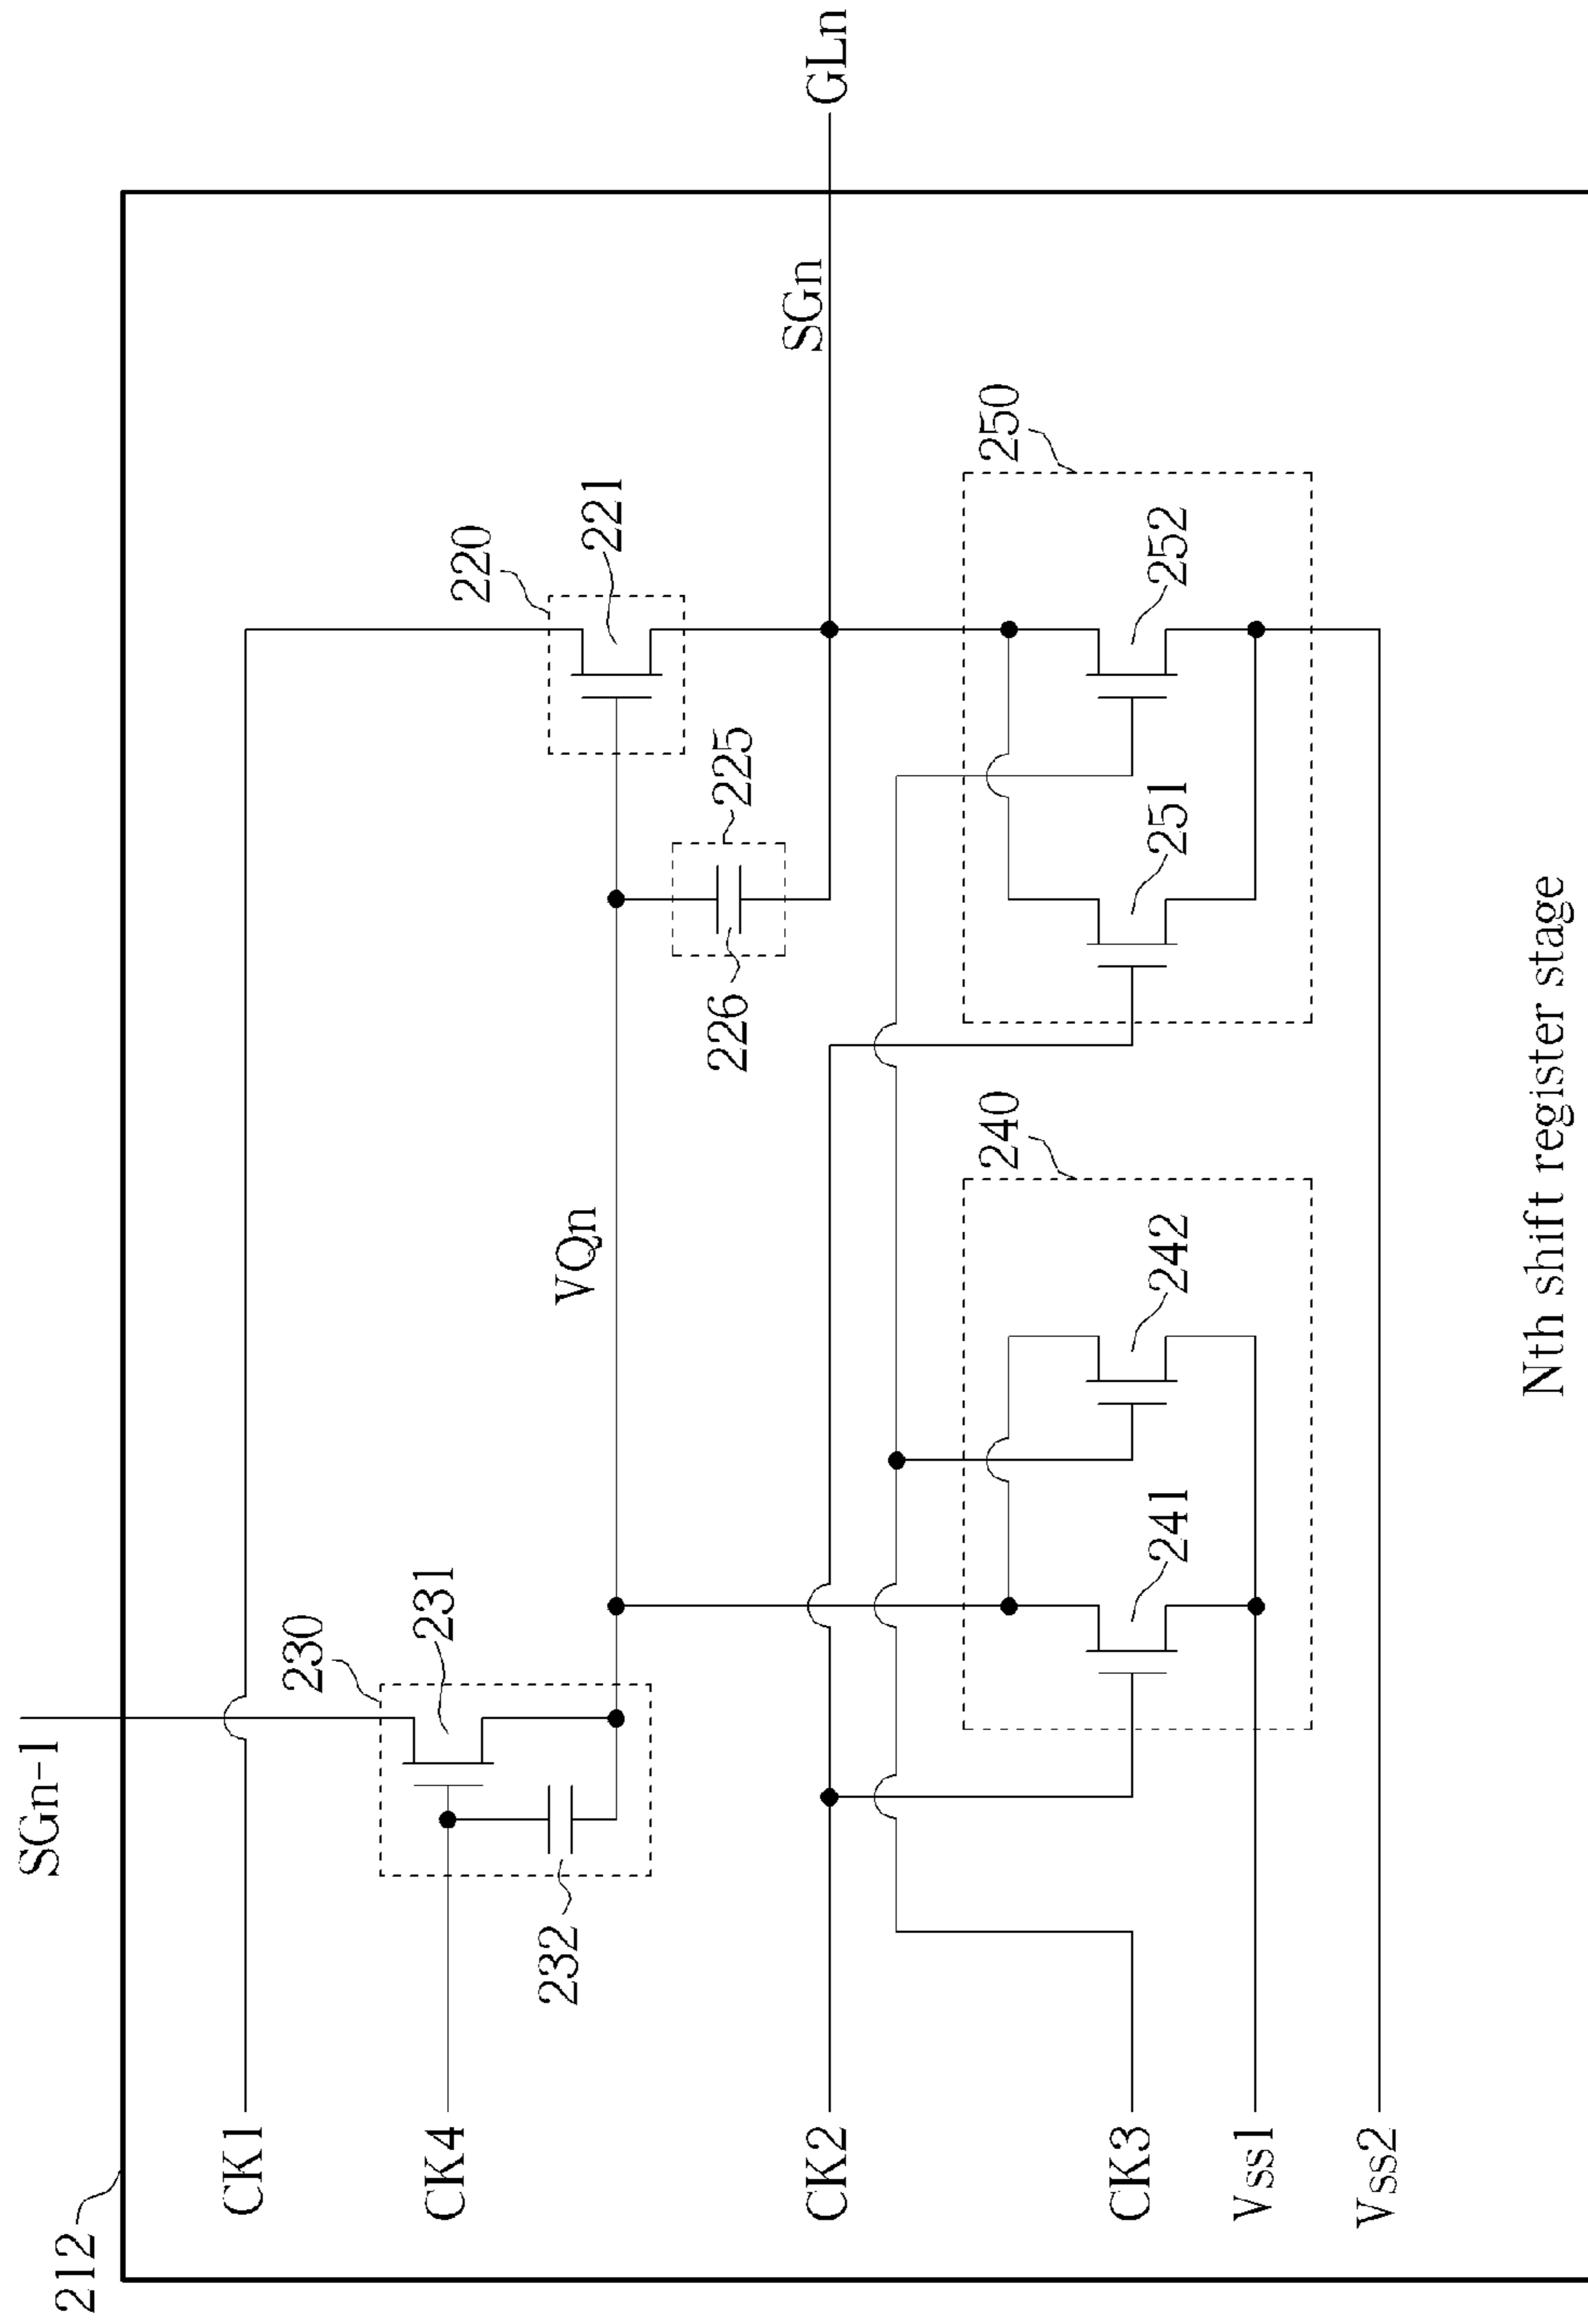 212
SGn-1
CK1
230
231
220
221
CK4
232
VQn
225
226
SGn
GLn
CK2
240
250
CK3
241
242
251
252
Vss1
Vss2
Nth shift register stage